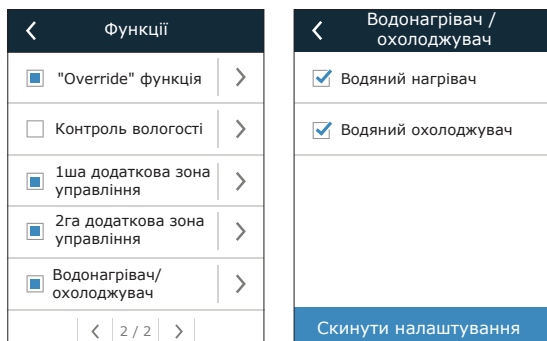 Функції
"Override" функція
Контроль вологості
1ша додаткова зона
управління
2га додаткова зона
управління
Водонагрівач/
охолоджувач
2 / 2
Водонагрівач /
охолоджувач
Водяний нагрівач
Водяний охолоджувач
Скинути налаштування